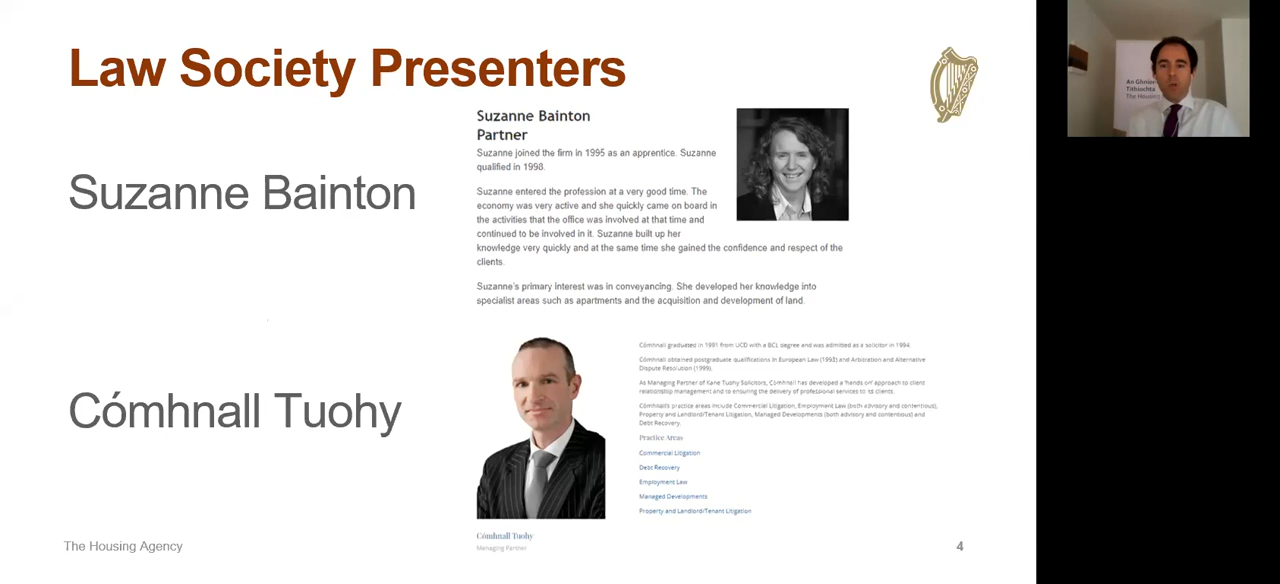 Law Society Presenters
Suzanne Bainton
Cómhnall Tuohy
Suzanne Bainton
Partner
Suzanne joined the firm in 1995 as an apprentice. Suzanne
qualified in 1998.
Suzanne entered the profession at a very good time. The
economy was very active and she quickly came on board in
the activities that the office was involved at that time and
continued to be involved in it. Suzanne built up her
knowledge very quickly and at the same time she gained the confidence and respect of the
clients.
Suzanne's primary interest was in conveyancing. She developed her knowledge into
specialist areas such as apartments and the acquisition and development of land.
Cómhnall graduated in 1991 from UCD with a BCL degree and was admitted as a solicitor in 1994.
Cómhnall obtained postgraduate qualifications in European Law (1993) and Arbitration and Alternative
Dispute Resolution (1999).
As Managing Partner of Kane Tuohy Solicitors, Cómhnall has developed a 'hands on' approach to client
relationship management and to ensuring the delivery of professional services to its clients.
Cómhnall's practice areas include Commercial Litigation, Employment Law (both advisory and contentious),
Property and Landlord/Tenant Litigation, Managed Developments (both advisory and contentious) and
Debt Recovery.
Practice Areas
Commercial Litigation
Debt Recovery
Employment Law
Managed Developments
Property and Landlord/Tenant Litigation
Cómhnall Tuohy
Managing Partner
The Housing Agency
4
An Ghníom
Tithíochta
The Housing